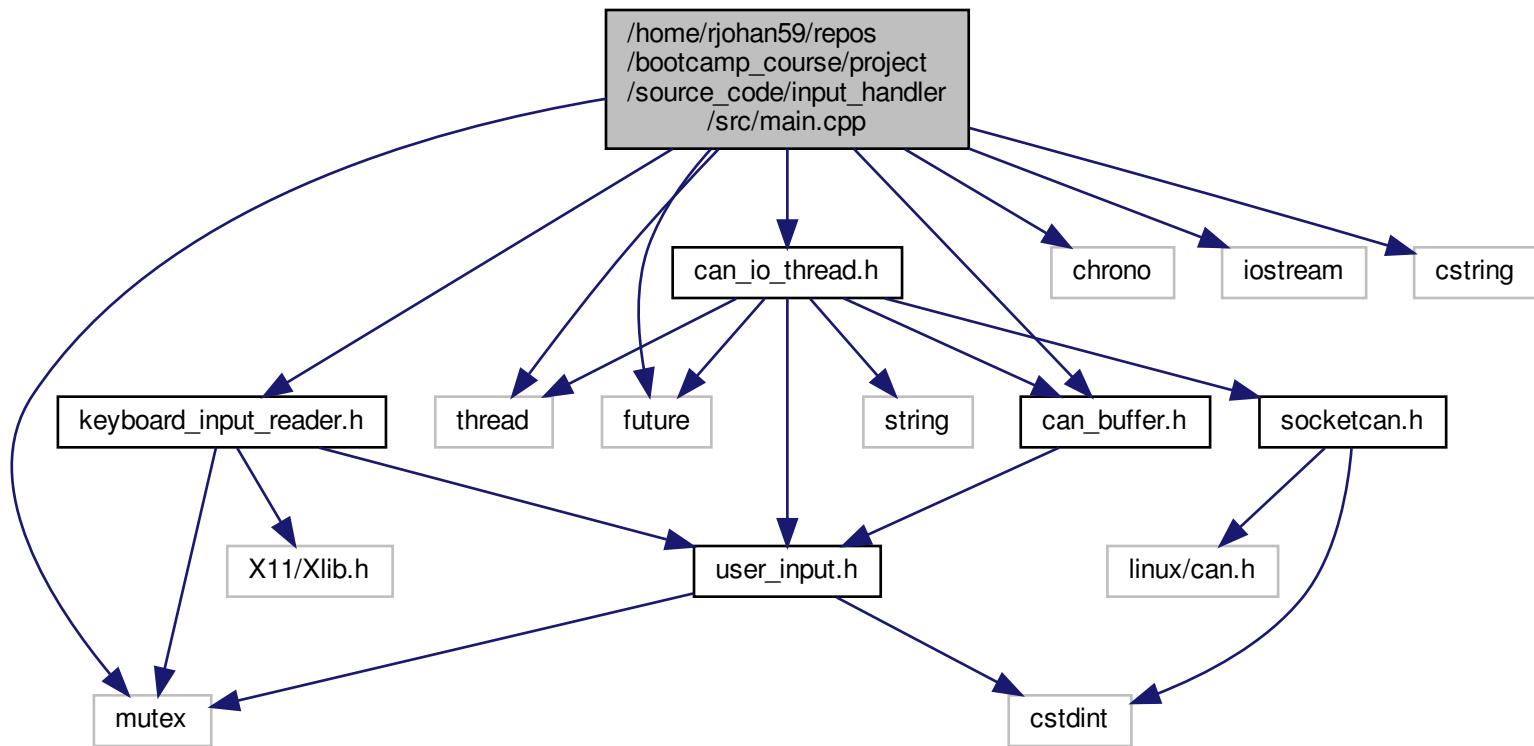 /home/rjohan59/repos
/bootcamp_course/project
/source_code/input_handler
/src/main.cpp
can_io_thread.h
chrono
iostream
cstring
keyboard_input_reader.h
thread
future
string
can_buffer.h
socketcan.h
X11/Xlib.h
user_input.h
linux/can.h
mutex
cstdint